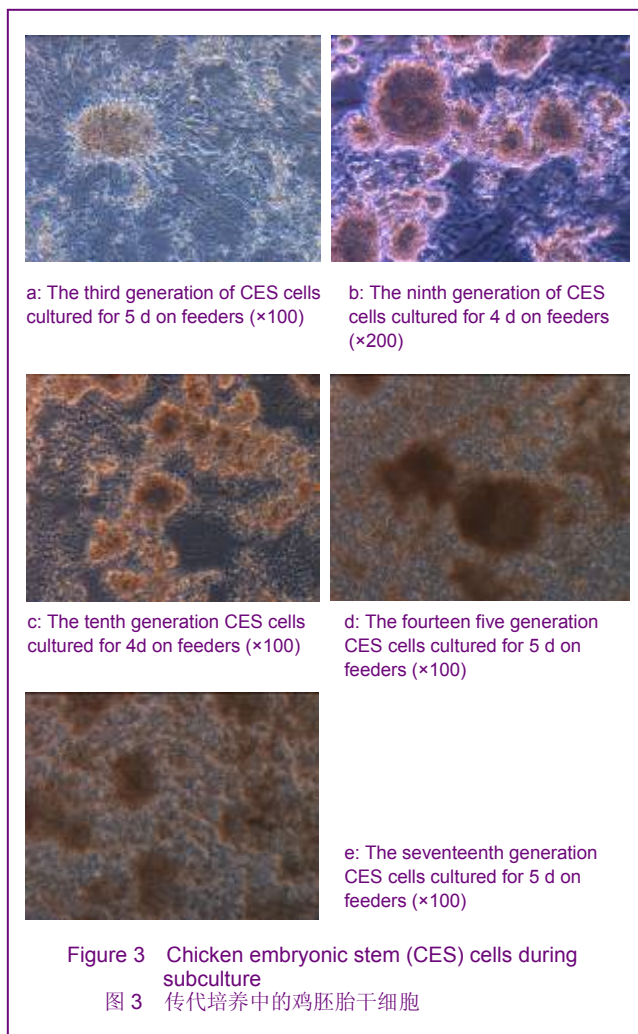 a: The third generation of CES cells
cultured for 5 d on feeders (×100)
b: The ninth generation of CES
cells cultured for 4 d on feeders
(×200)
c: The tenth generation CES cells
cultured for 4d on feeders (×100)
d: The fourteen five generation
CES cells cultured for 5 d on
feeders (×100)
e: The seventeenth generation
CES cells cultured for 5 d on
feeders (×100)
Figure 3 Chicken embryonic stem (CES) cells during
subculture
图 3 传代培养中的鸡胚胎干细胞